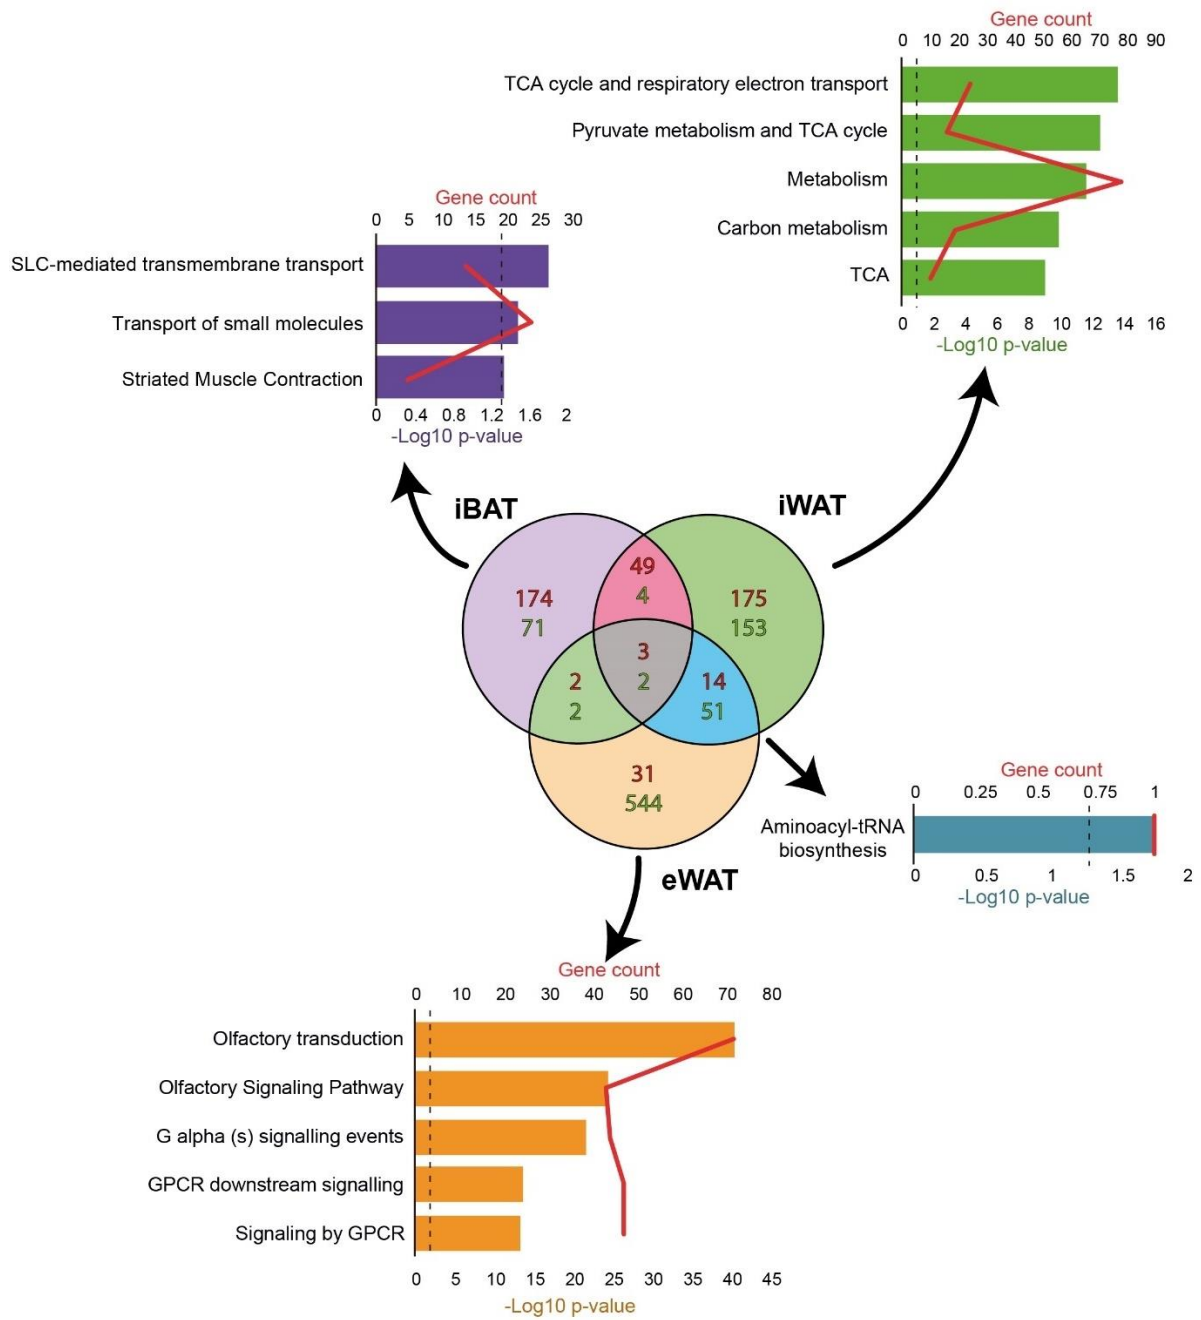 Gene count
0 10 20 30 40 50 60 70 80 90
TCA cycle and respiratory electron transport
Pyruvate metabolism and TCA cycle
Metabolism
Carbon metabolism
TCA
0 2 4 6 8 10 12 14 16
-Log10 p-value
Gene count
0 5 10 15 20 25 30
SLC-mediated transmembrane transport
Transport of small molecules
Striated Muscle Contraction
0 0.4 0.8 1.2 1.6 2
-Log10 p-value
iBAT
iWAT
49
4
174
71
175
153
3
2
2
2
14
51
31
544
eWAT
Gene count
0 0.25 0.5 0.75 1
Aminoacyl-tRNA
biosynthesis
0 0.5 1 1.5 2
-Log10 p-value
Gene count
0 10 20 30 40 50 60 70 80
Olfactory transduction
Olfactory Signaling Pathway
G alpha (s) signalling events
GPCR downstream signalling
Signaling by GPCR
0 5 10 15 20 25 30 35 40 45
-Log10 p-value